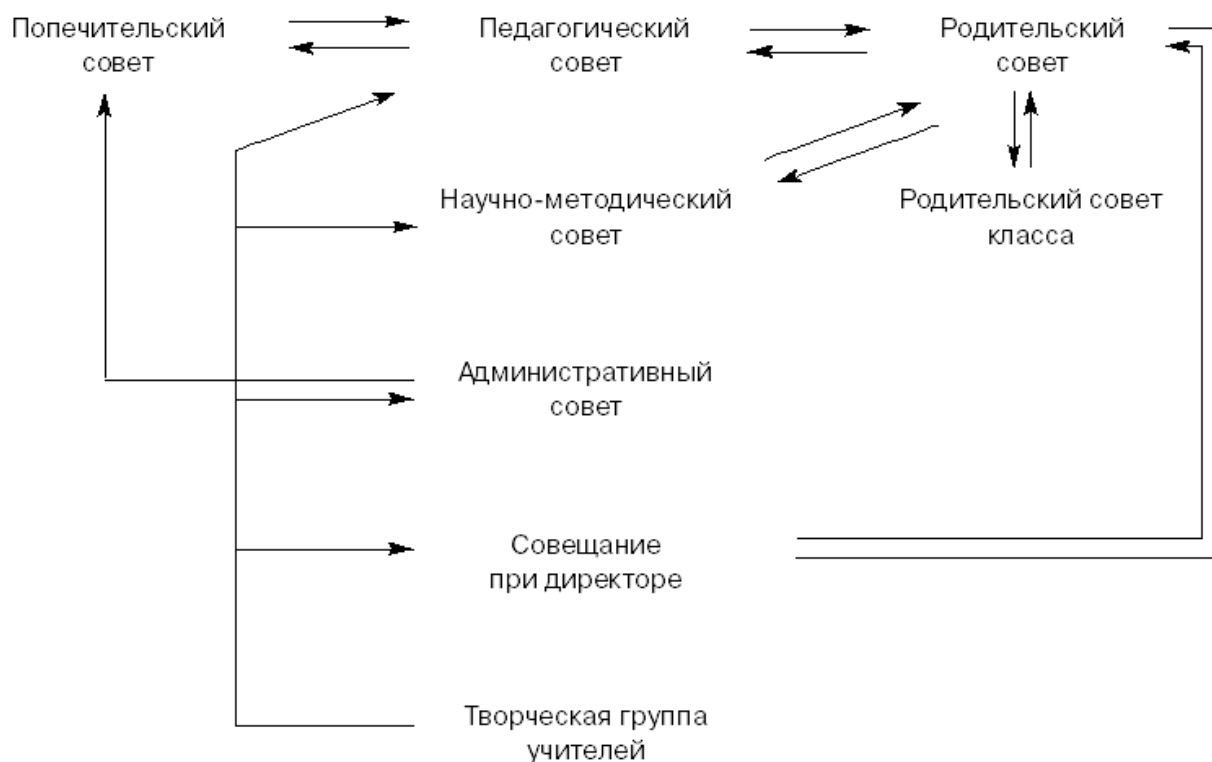 Попечительский
совет
Педагогический
совет
Родительский
совет
Научно-методический
совет
Родительский совет
класса
Административный
совет
Совещание
при директоре
Творческая группа
учителей